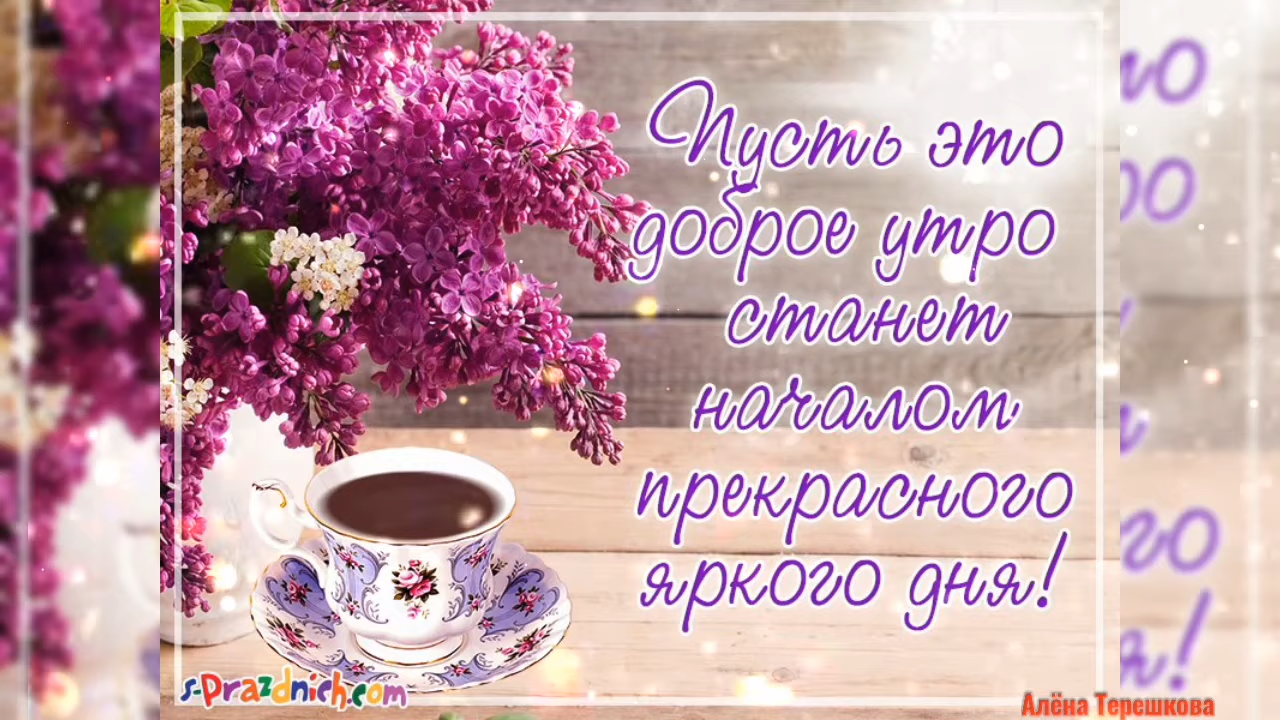 Пусть это
доброе утро
станет
началом
прекрасного
яркого дня!
s-Prazdnich.com
Алёна Терешкова